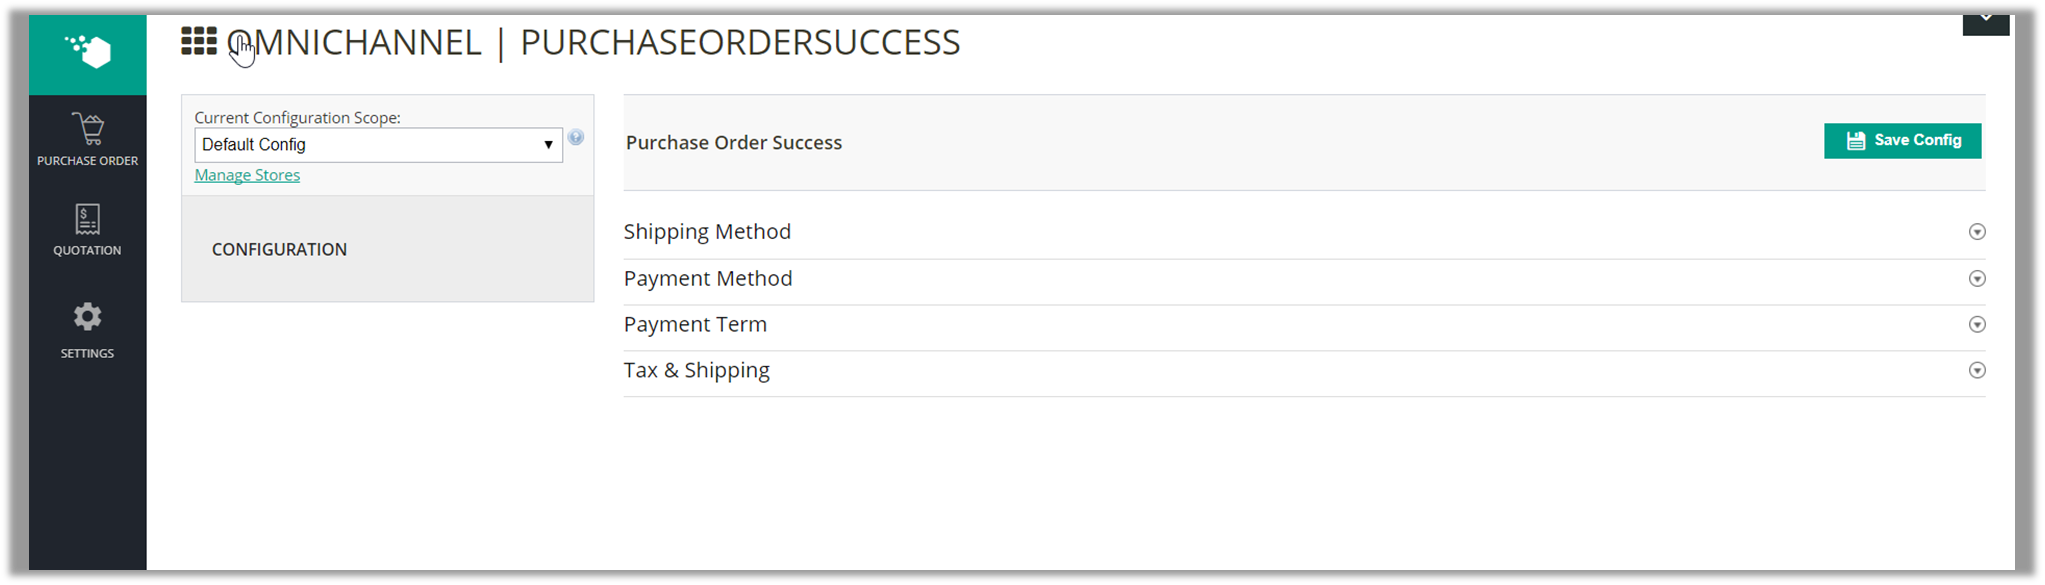 OMNICHANNEL | PURCHASEORDERSUCCESS
PURCHASE ORDER
QUOTATION
SETTINGS
Current Configuration Scope:
Default Config
Manage Stores
CONFIGURATION
Purchase Order Success
Save Config
Shipping Method
Payment Method
Payment Term
Tax & Shipping